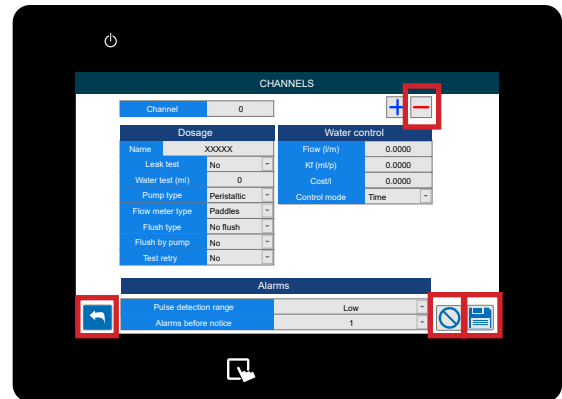 CHANNELS
Channel 0
Dosage
Name XXXXX
Leak test No
Water test (ml) 0
Pump type Peristaltic
Flow meter type Paddles
Flush type No flush
Flush by pump No
Test retry No
Water control
Flow (l/m) 0.0000
Kf (ml/p) 0.0000
Cost/l 0.0000
Control mode Time
Alarms
Pulse detection range Low
Alarms before notice 1